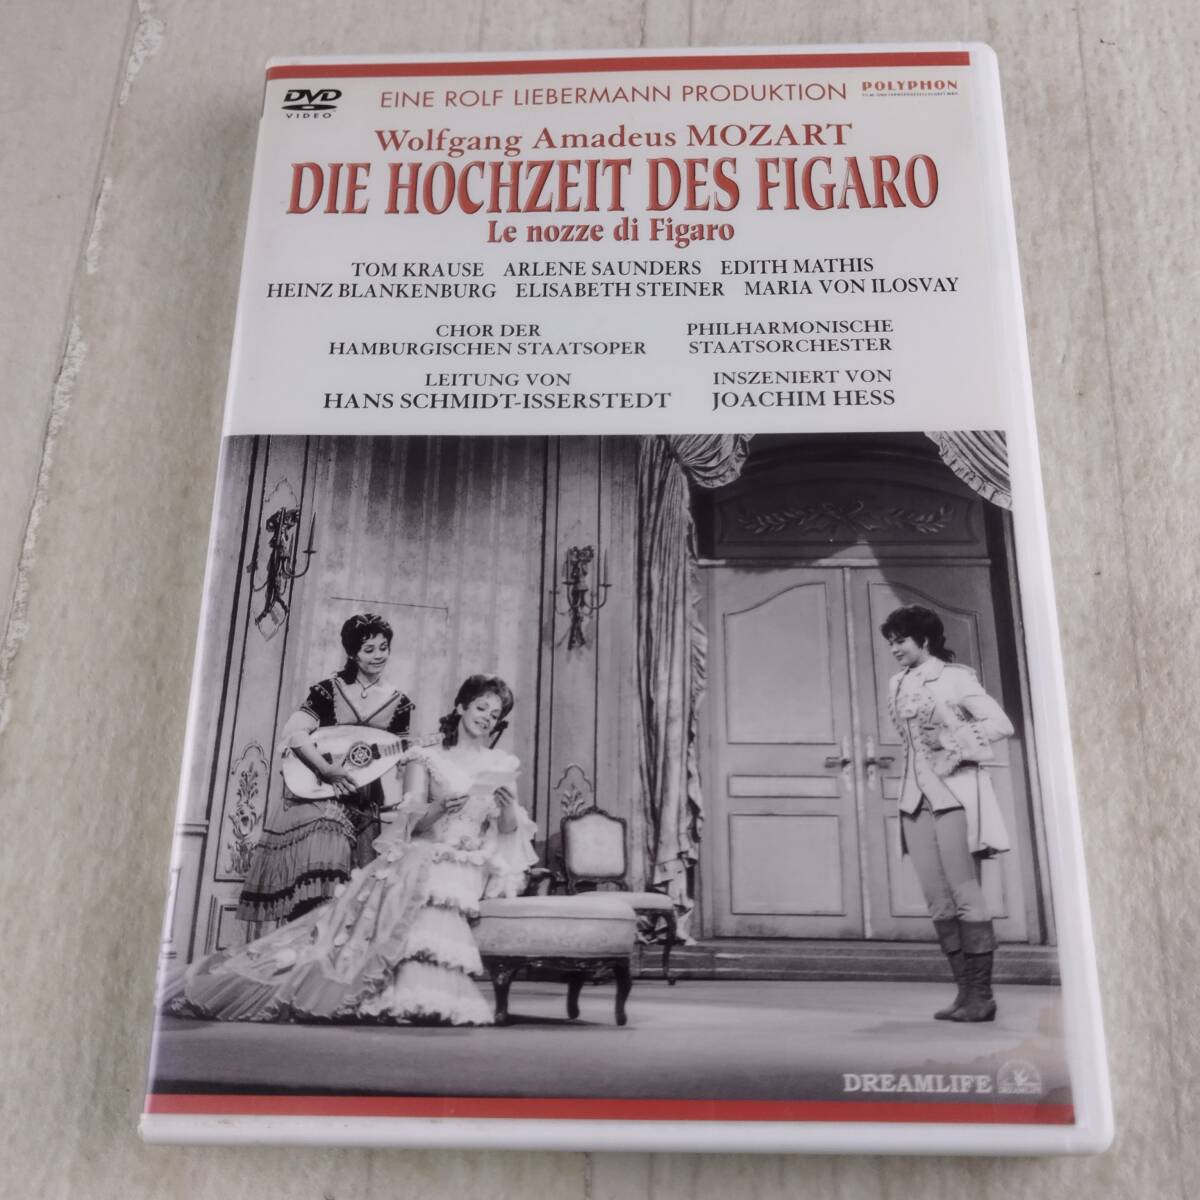 DVD
VIDEO
EINE ROLF LIEBERMANN PRODUKTION
POLYPHON
Wolfgang Amadeus MOZART
DIE HOCHZEIT DES FIGARO
Le nozze di Figaro
TOM KRAUSE ARLENE SAUNDERS EDITH MATHIS
HEINZ BLANKENBURG ELISABETH STEINER MARIA VON ILOSVAY
CHOR DER
HAMBURGISCHEN STAATSOPER
PHILHARMONISCHE
STAATSORCHESTER
LEITUNG VON
HANS SCHMIDT-ISSERSTEDT
INSZENIERT VON
JOACHIM HESS
DREAMLIFE